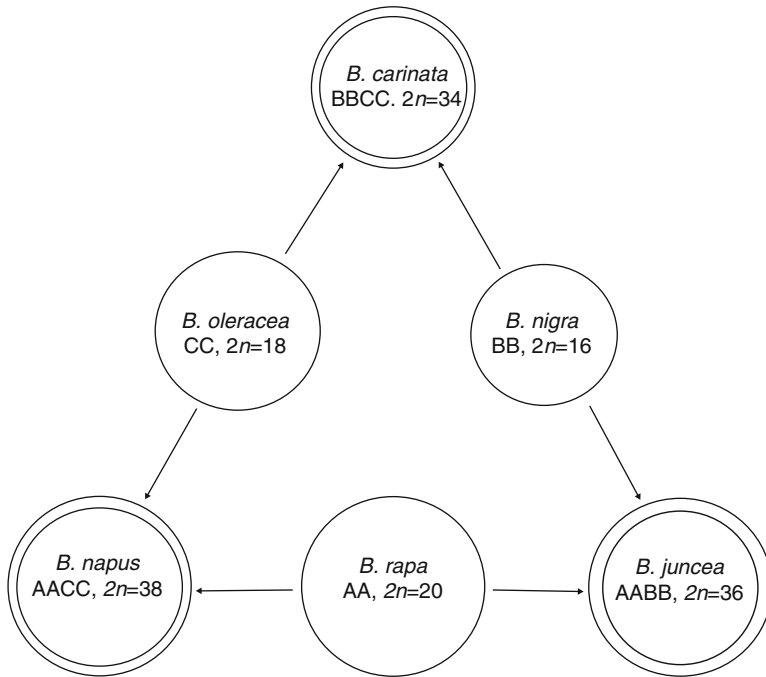 B. carinata
BBCC. 2n=34
B. oleracea
CC, 2n=18
B. nigra
BB, 2n=16
B. napus
AACC, 2n=38
B. rapa
AA, 2n=20
B. juncea
AABB, 2n=36